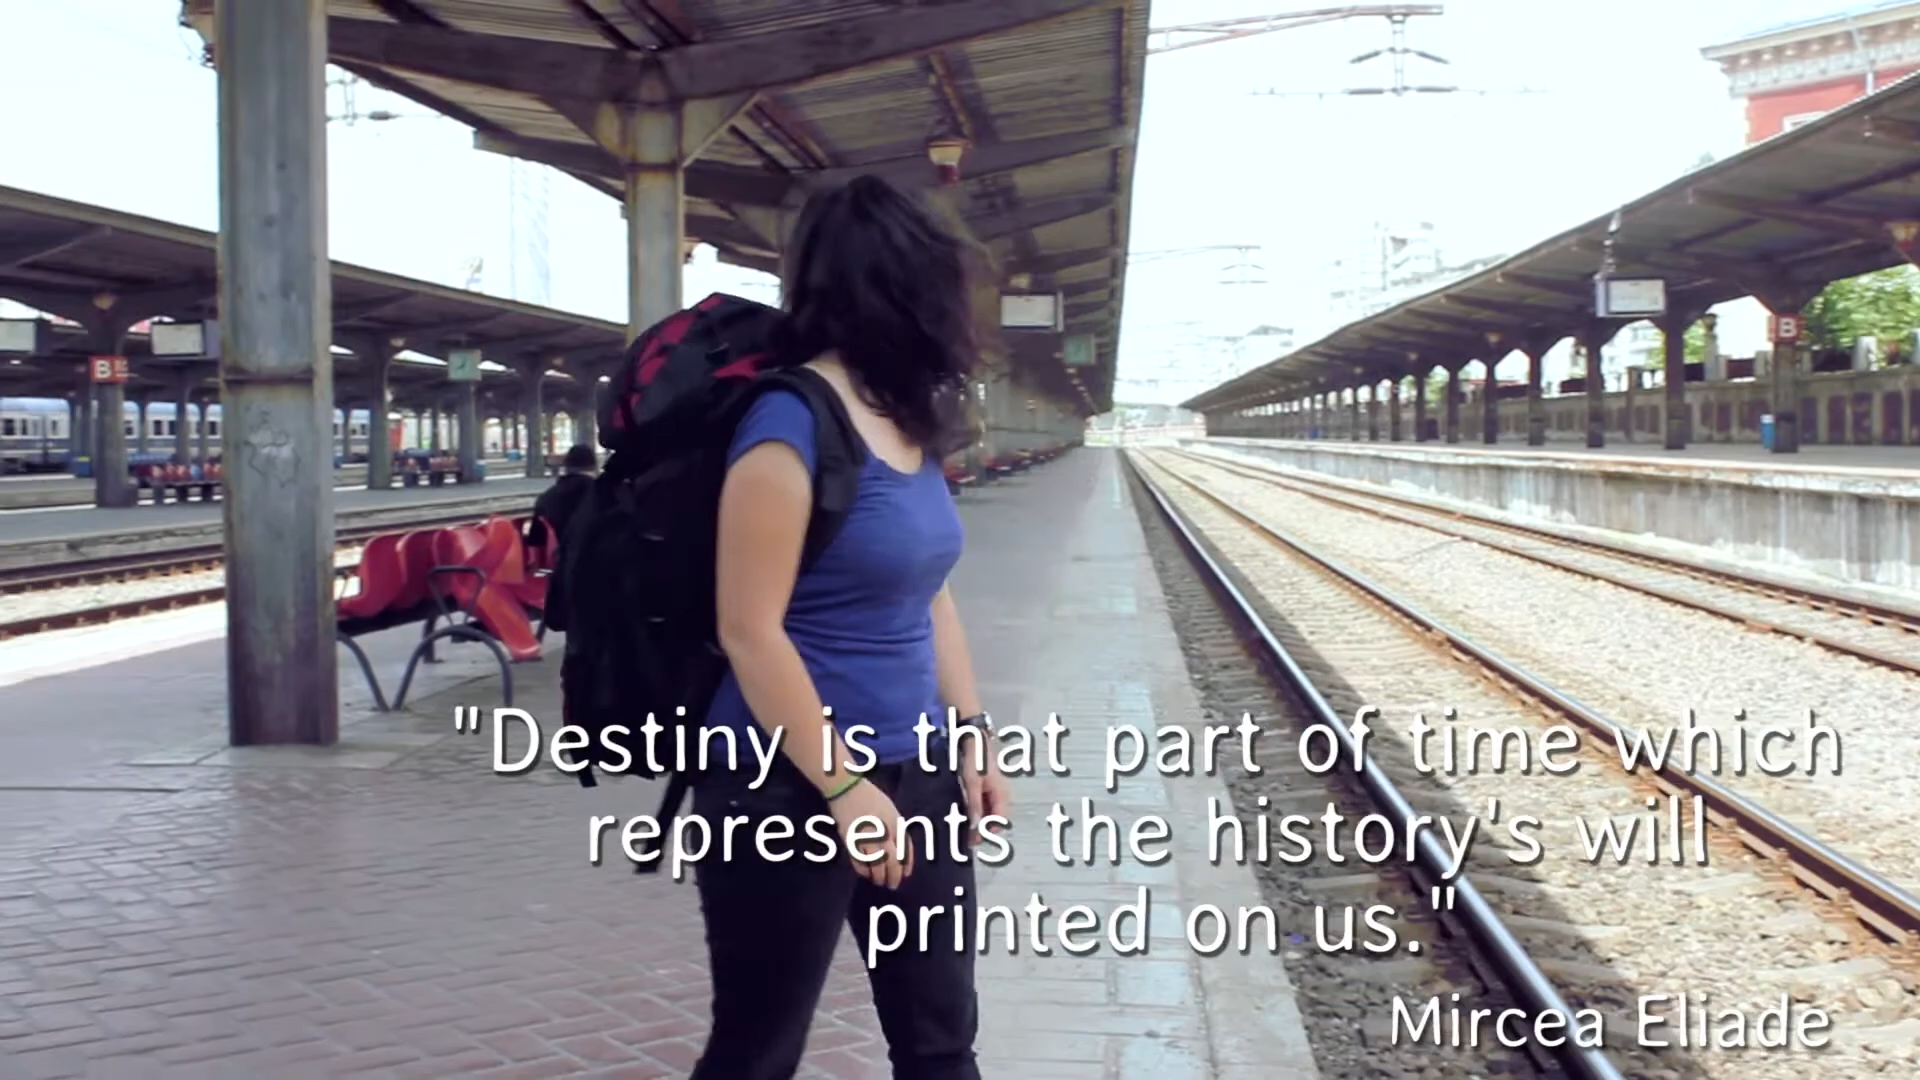 "Destiny is that part of time which
represents the history's will
printed on us."
Mircea Eliade
B
B